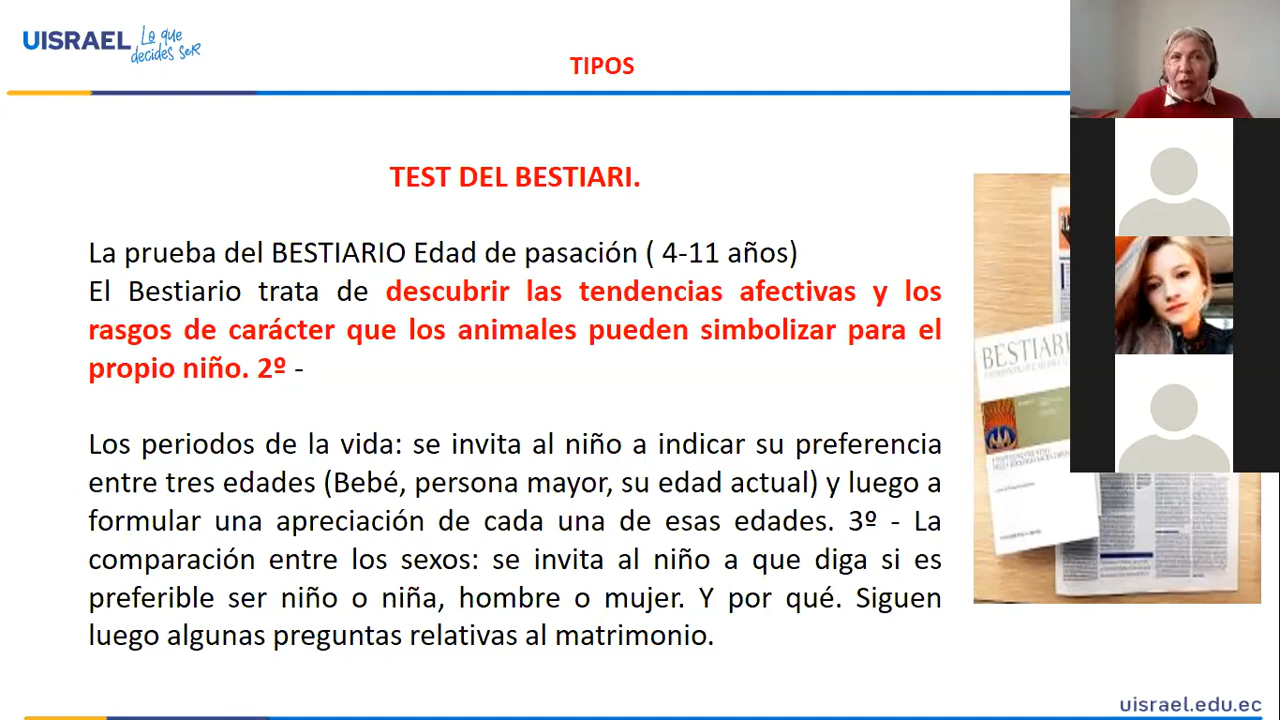 UISRAEL Lo que decides seR
TIPOS
TEST DEL BESTIARI.
La prueba del BESTIARIO Edad de pasación ( 4-11 años)
El Bestiario trata de descubrir las tendencias afectivas y los
rasgos de carácter que los animales pueden simbolizar para el
propio niño. 2º -
Los periodos de la vida: se invita al niño a indicar su preferencia
entre tres edades (Bebé, persona mayor, su edad actual) y luego a
formular una apreciación de cada una de esas edades. 3º - La
comparación entre los sexos: se invita al niño a que diga si es
preferible ser niño o niña, hombre o mujer. Y por qué. Siguen
luego algunas preguntas relativas al matrimonio.
BESTIARI
uisrael.edu.ec